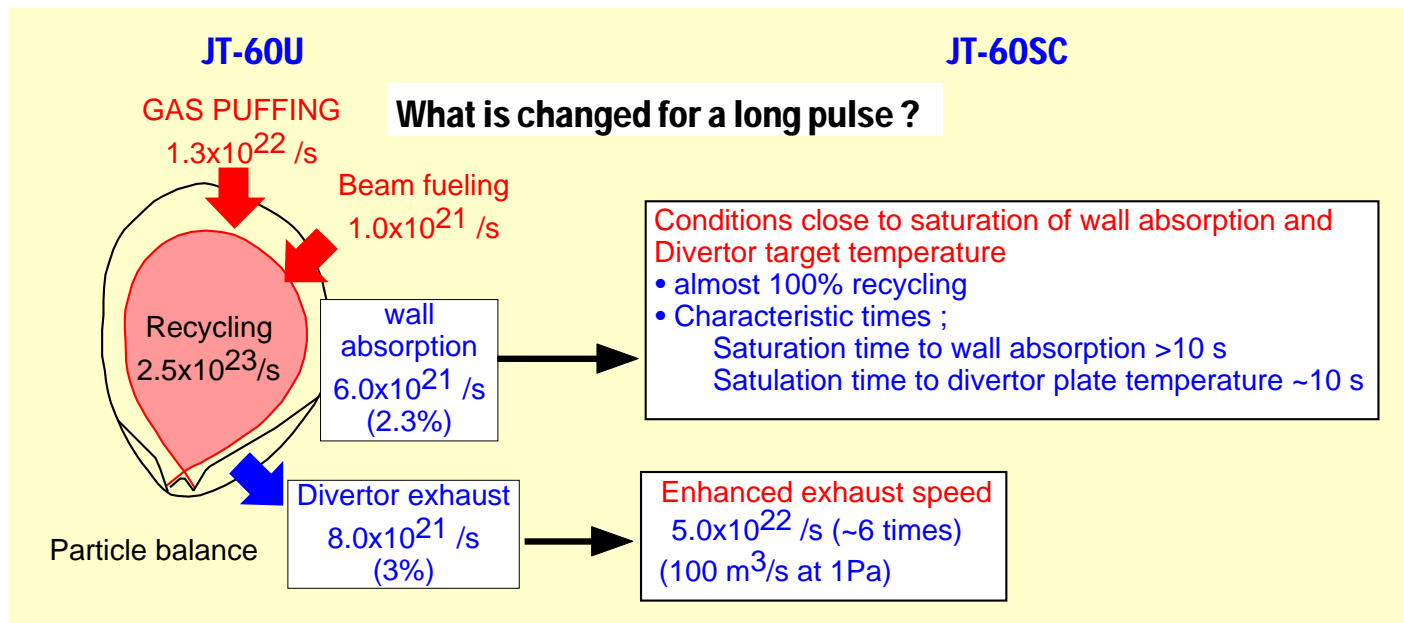 JT-60U
JT-60SC
What is changed for a long pulse ?
GAS PUFFING
1.3x10^22 /s
Beam fueling
1.0x10^21 /s
Recycling
2.5x10^23/s
wall
absorption
6.0x10^21 /s
(2.3%)
Conditions close to saturation of wall absorption and
Divertor target temperature
• almost 100% recycling
• Characteristic times ;
Saturation time to wall absorption >10 s
Satulation time to divertor plate temperature ~10 s
Divertor exhaust
8.0x10^21 /s
(3%)
Enhanced exhaust speed
5.0x10^22 /s (~6 times)
(100 m^3/s at 1Pa)
Particle balance